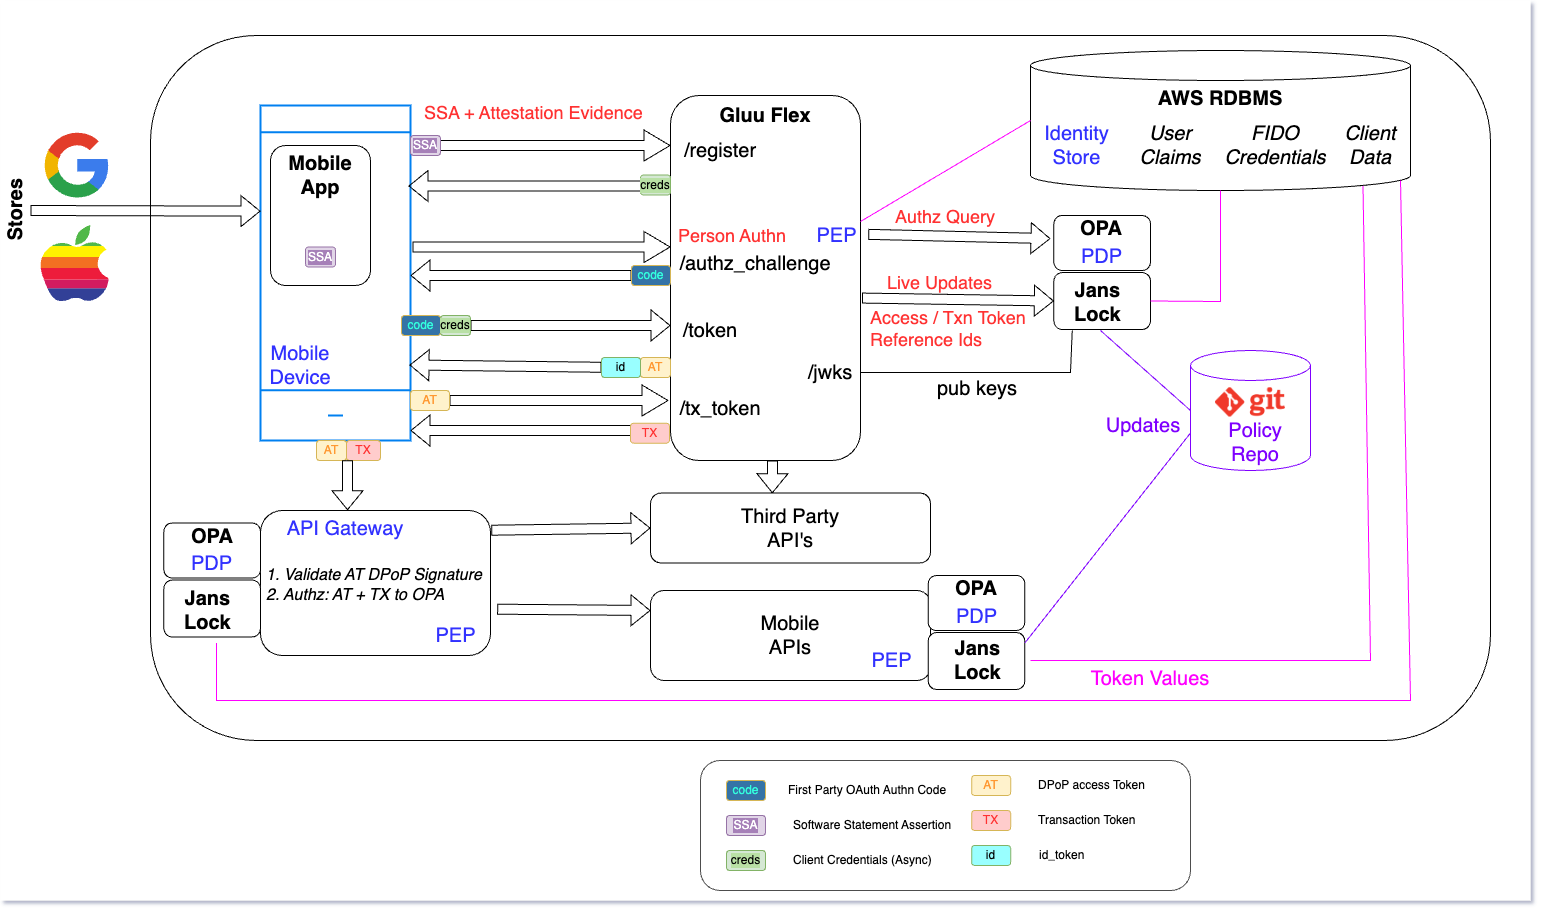 Stores
Mobile
App
SSA
Mobile
Device
SSA + Attestation Evidence
SSA
creds
code
code
creds
id
AT
AT
TX
AT
TX
Gluu Flex
/register
Person Authn
PEP
/authz_challenge
/token
/jwks
/tx_token
AWS RDBMS
Identity
Store
User
Claims
FIDO
Credentials
Client
Data
Authz Query
OPA
PDP
Live Updates
Access / Txn Token
Reference Ids
Jans
Lock
pub keys
Updates
git
Policy
Repo
OPA
PDP
Jans
Lock
API Gateway
1. Validate AT DPoP Signature
2. Authz: AT + TX to OPA
PEP
Third Party
API's
Mobile
APIs
PEP
OPA
PDP
Jans
Lock
Token Values
code First Party OAuth Authn Code
SSA Software Statement Assertion
creds Client Credentials (Async)
AT DPoP access Token
TX Transaction Token
id id_token